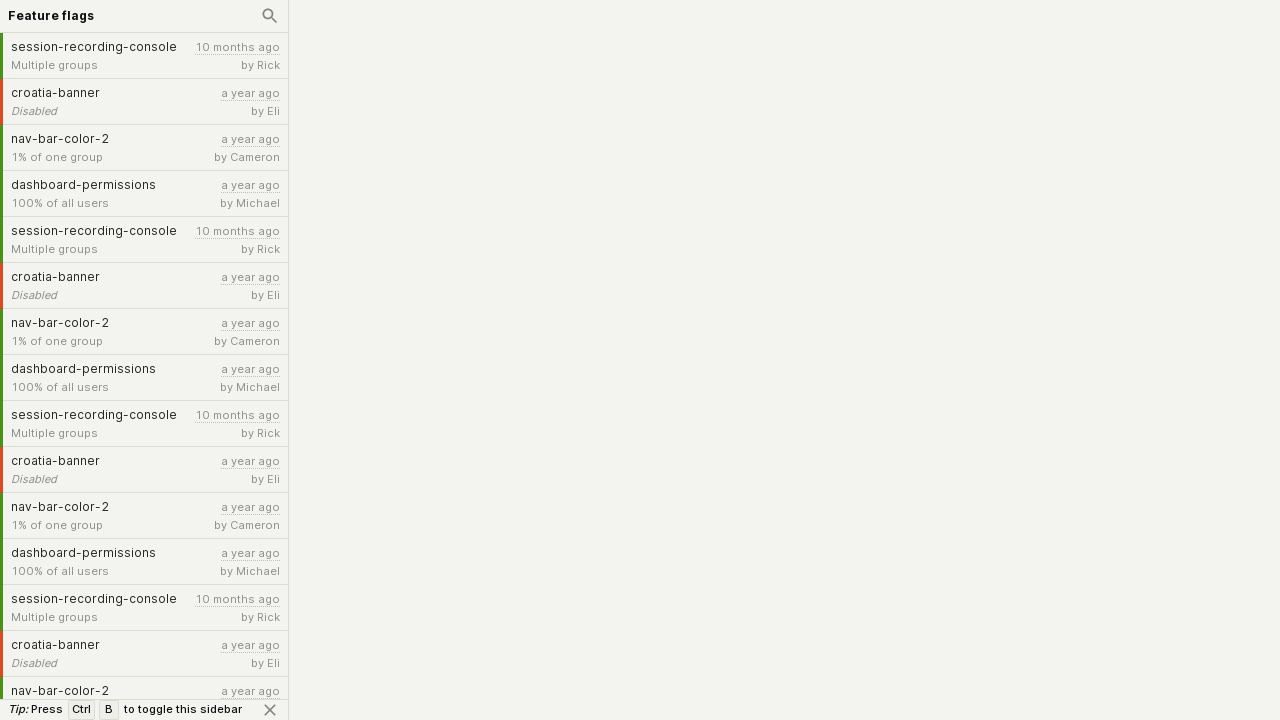 Feature flags
session-recording-console 10 months ago
Multiple groups by Rick
croatia-banner a year ago
Disabled by Eli
nav-bar-color-2 a year ago
1% of one group by Cameron
dashboard-permissions a year ago
100% of all users by Michael
session-recording-console 10 months ago
Multiple groups by Rick
croatia-banner a year ago
Disabled by Eli
nav-bar-color-2 a year ago
1% of one group by Cameron
dashboard-permissions a year ago
100% of all users by Michael
session-recording-console 10 months ago
Multiple groups by Rick
croatia-banner a year ago
Disabled by Eli
nav-bar-color-2 a year ago
1% of one group by Cameron
dashboard-permissions a year ago
100% of all users by Michael
session-recording-console 10 months ago
Multiple groups by Rick
croatia-banner a year ago
Disabled by Eli
nav-bar-color-2 a year ago
Tip: Press Ctrl B to toggle this sidebar